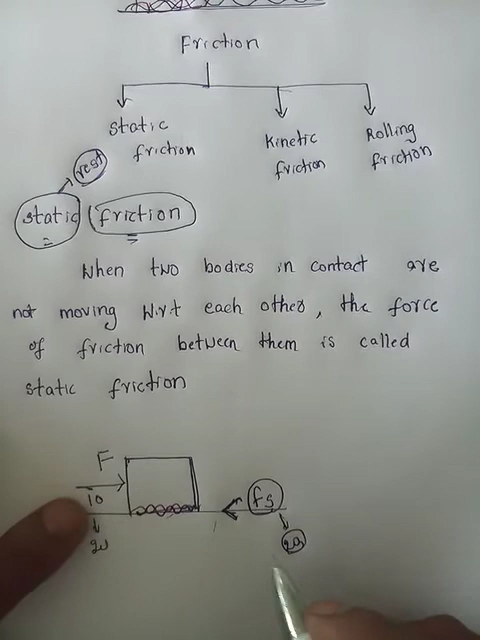 Friction
Static friction
Kinetic friction
Rolling friction
rest
static friction
When two bodies in contact are
not moving w.r.t each other, the force
of friction between them is called
static friction
F
10
fs
20